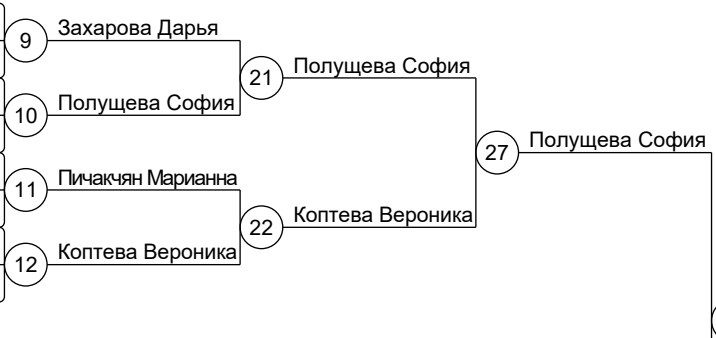 9 Захарова Дарья
21 Полущева София
10 Полущева София
27 Полущева София
11 Пичакчян Марианна
22 Коптева Вероника
12 Коптева Вероника